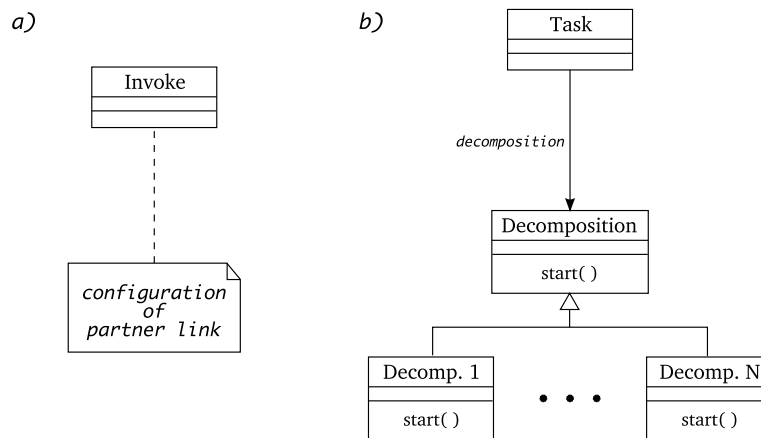 a)
Invoke
configuration
of
partner link
b)
Task
decomposition
Decomposition
start( )
Decomp. 1
start( )
Decomp. N
start( )